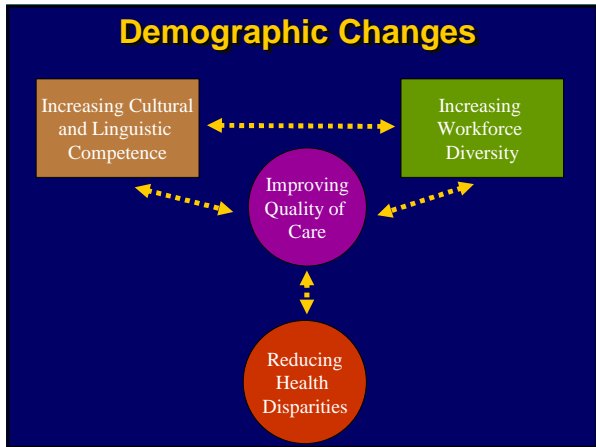 Demographic Changes
Increasing Cultural
and Linguistic
Competence
Increasing
Workforce
Diversity
Improving
Quality of
Care
Reducing
Health
Disparities